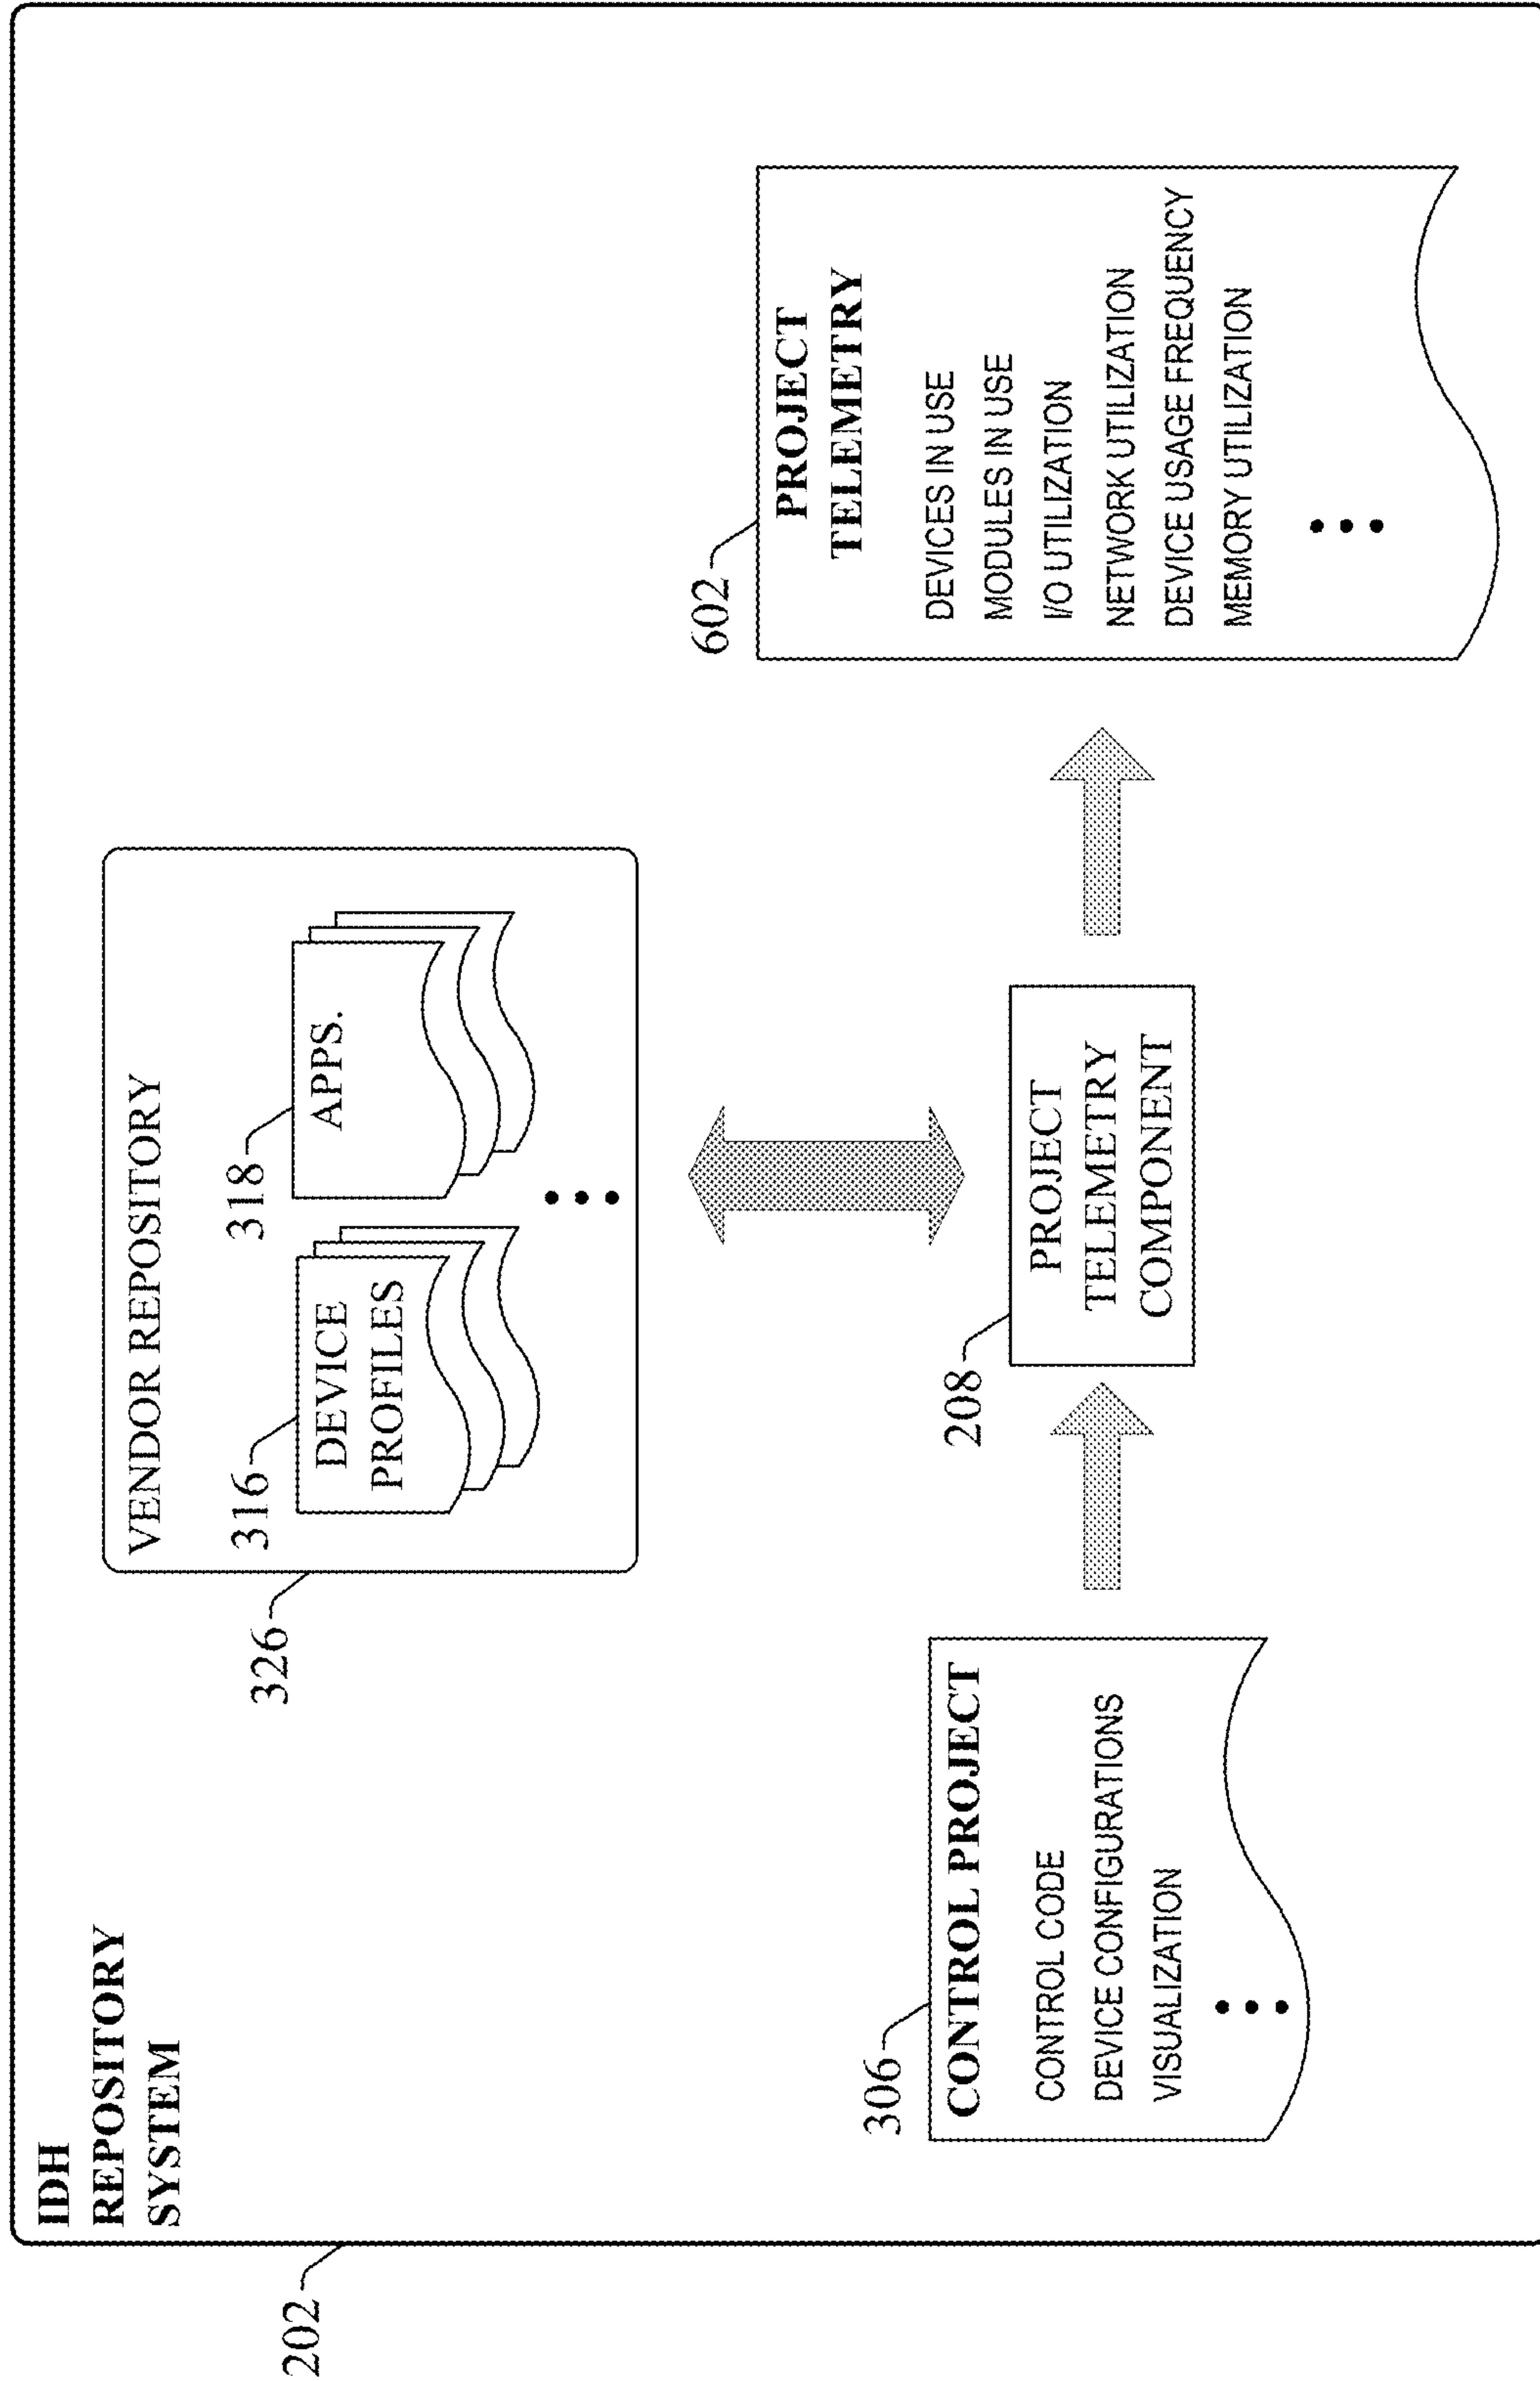 202
IDH
REPOSITORY
SYSTEM
326
VENDOR REPOSITORY
316
DEVICE
PROFILES
318
APPS.
306
CONTROL PROJECT
CONTROL CODE
DEVICE CONFIGURATIONS
VISUALIZATION
208
PROJECT
TELEMETRY
COMPONENT
602
PROJECT
TELEMETRY
DEVICES IN USE
MODULES IN USE
I/O UTILIZATION
NETWORK UTILIZATION
DEVICE USAGE FREQUENCY
MEMORY UTILIZATION